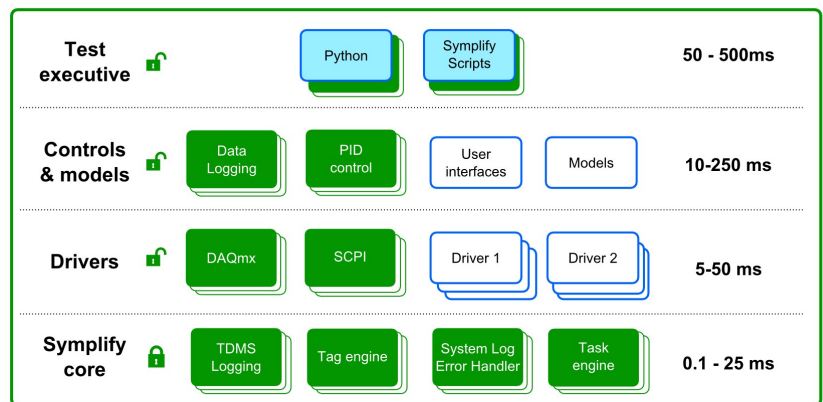 Test
executive
Python
Symplify
Scripts
50 - 500ms
Controls
& models
Data
Logging
PID
control
User
interfaces
Models
10-250 ms
Drivers
DAQmx
SCPI
Driver 1
Driver 2
5-50 ms
Symplify
core
TDMS
Logging
Tag engine
System Log
Error Handler
Task
engine
0.1 - 25 ms